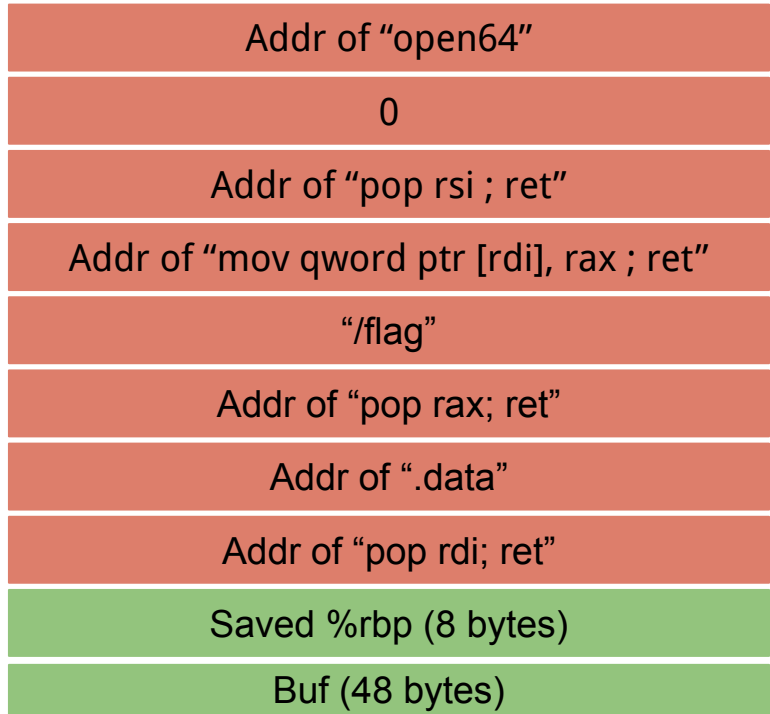 Addr of “open64”
0
Addr of “pop rsi ; ret”
Addr of “mov qword ptr [rdi], rax ; ret”
“/flag”
Addr of “pop rax; ret”
Addr of “.data”
Addr of “pop rdi; ret”
Saved %rbp (8 bytes)
Buf (48 bytes)